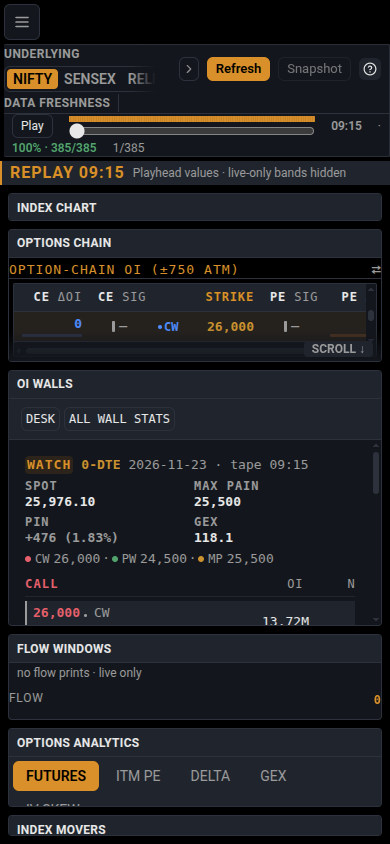 UNDERLYING
NIFTY SENSEX REL
Refresh Snapshot
DATA FRESHNESS
Play 09:15
100% · 385/385 1/385
REPLAY 09:15 Playhead values · live-only bands hidden
INDEX CHART
OPTIONS CHAIN
OPTION-CHAIN OI (±750 ATM)
CE ΔOI CE SIG STRIKE PE SIG PE
0 — •CW 26,000 —
SCROLL ↓
OI WALLS
DESK ALL WALL STATS
WATCH 0-DTE 2026-11-23 · tape 09:15
SPOT MAX PAIN
25,976.10 25,500
PIN GEX
+476 (1.83%) 118.1
CW 26,000 · PW 24,500 · MP 25,500
CALL OI N
26,000. CW 13.72M
FLOW WINDOWS
no flow prints · live only
FLOW 0
OPTIONS ANALYTICS
FUTURES ITM PE DELTA GEX
INDEX MOVERS